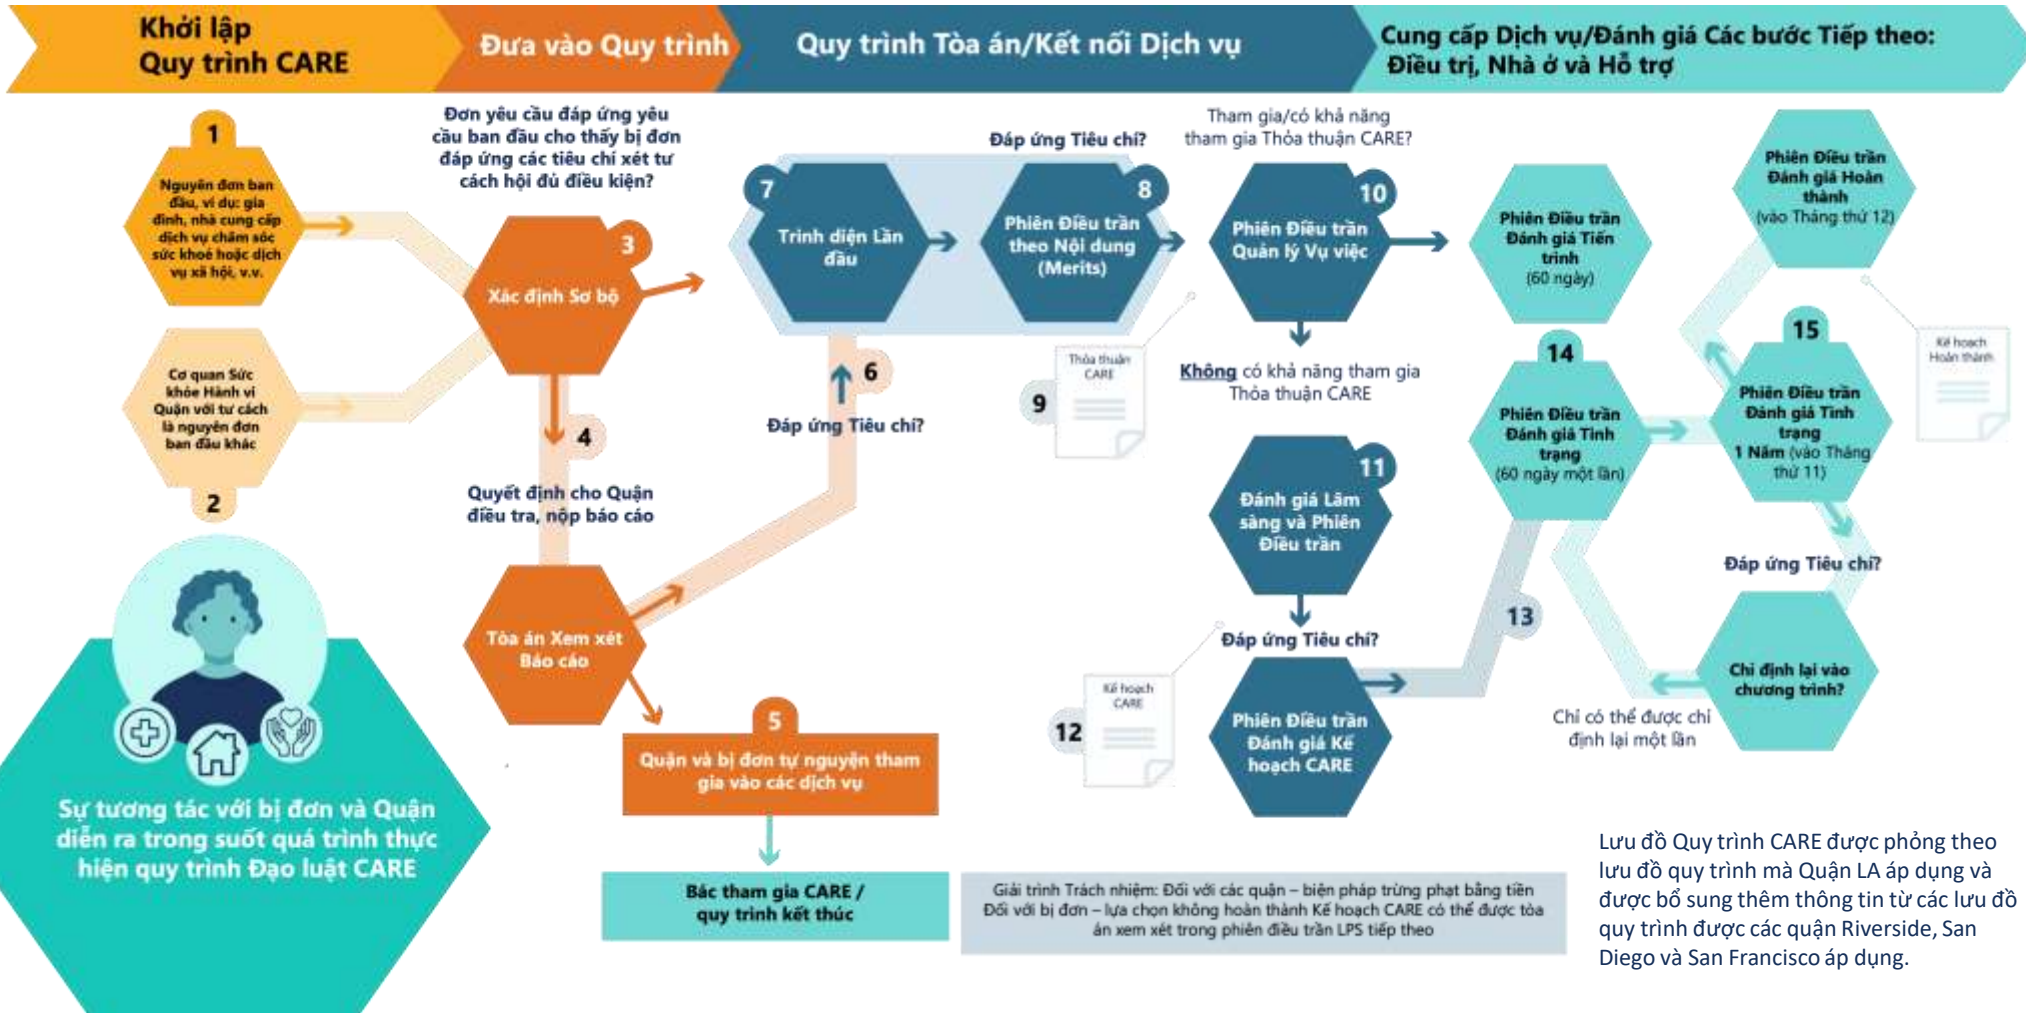 Khởi lập
Quy trình CARE
Đưa vào Quy trình
Quy trình Tòa án/Kết nối Dịch vụ
Cung cấp Dịch vụ/Đánh giá Các bước Tiếp theo:
Điều trị, Nhà ở và Hỗ trợ
1
Nguyên đơn ban
đầu, ví dụ: gia
đình, nhà cung cấp
dịch vụ chăm sóc
sức khoẻ hoặc dịch
vụ xã hội, v.v.
Cơ quan Sức
khỏe Hành vi
Quận với tư cách
là nguyên đơn
ban đầu khác
2
Đơn yêu cầu đáp ứng yêu
cầu ban đầu cho thấy bị đơn
đáp ứng các tiêu chí xét tư
cách hội đủ điều kiện?
3
Xác định Sơ bộ
4
Quyết định cho Quận
điều tra, nộp báo cáo
Tòa án Xem xét
Báo cáo
5
Quận và bị đơn tự nguyện tham
gia vào các dịch vụ
Bác tham gia CARE /
quy trình kết thúc
6
Đáp ứng Tiêu chí?
7
Trình diện Lần
đầu
Đáp ứng Tiêu chí?
8
Phiên Điều trần
theo Nội dung
(Merits)
9
Thỏa thuận
CARE
Tham gia/có khả năng
tham gia Thỏa thuận CARE?
10
Phiên Điều trần
Quản lý Vụ việc
Không có khả năng tham gia
Thỏa thuận CARE
11
Đánh giá Lâm
sàng và Phiên
Điều trần
Đáp ứng Tiêu chí?
12
Kế hoạch
CARE
Phiên Điều trần
Đánh giá Kế
hoạch CARE
13
Phiên Điều trần
Đánh giá Tiến
trình
(60 ngày)
14
Phiên Điều trần
Đánh giá Tình
trạng
(60 ngày một lần)
15
Phiên Điều trần
Đánh giá Tình
trạng
1 Năm (vào Tháng
thứ 11)
Phiên Điều trần
Đánh giá Hoàn
thành
(vào Tháng thứ 12)
Kế hoạch
Hoàn thành
Đáp ứng Tiêu chí?
Chỉ định lại vào
chương trình?
Chỉ có thể được chỉ
định lại một lần
Sự tương tác với bị đơn và Quận
diễn ra trong suốt quá trình thực
hiện quy trình Đạo luật CARE
Giải trình Trách nhiệm: Đối với các quận – biện pháp trừng phạt bằng tiền
Đối với bị đơn – lựa chọn không hoàn thành Kế hoạch CARE có thể được tòa
án xem xét trong phiên điều trần LPS tiếp theo
Lưu đồ Quy trình CARE được phỏng theo
lưu đồ quy trình mà Quận LA áp dụng và
được bổ sung thêm thông tin từ các lưu đồ
quy trình được các quận Riverside, San
Diego và San Francisco áp dụng.